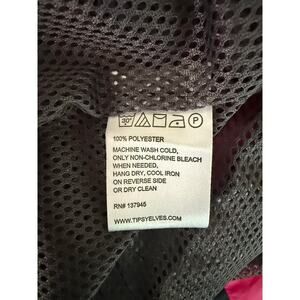 30°
P
100% POLYESTER
MACHINE WASH COLD,
ONLY NON-CHLORINE BLEACH
WHEN NEEDED,
HANG DRY, COOL IRON
ON REVERSE SIDE
OR DRY CLEAN
RN# 137945
WWW.TIPSYELVES.COM